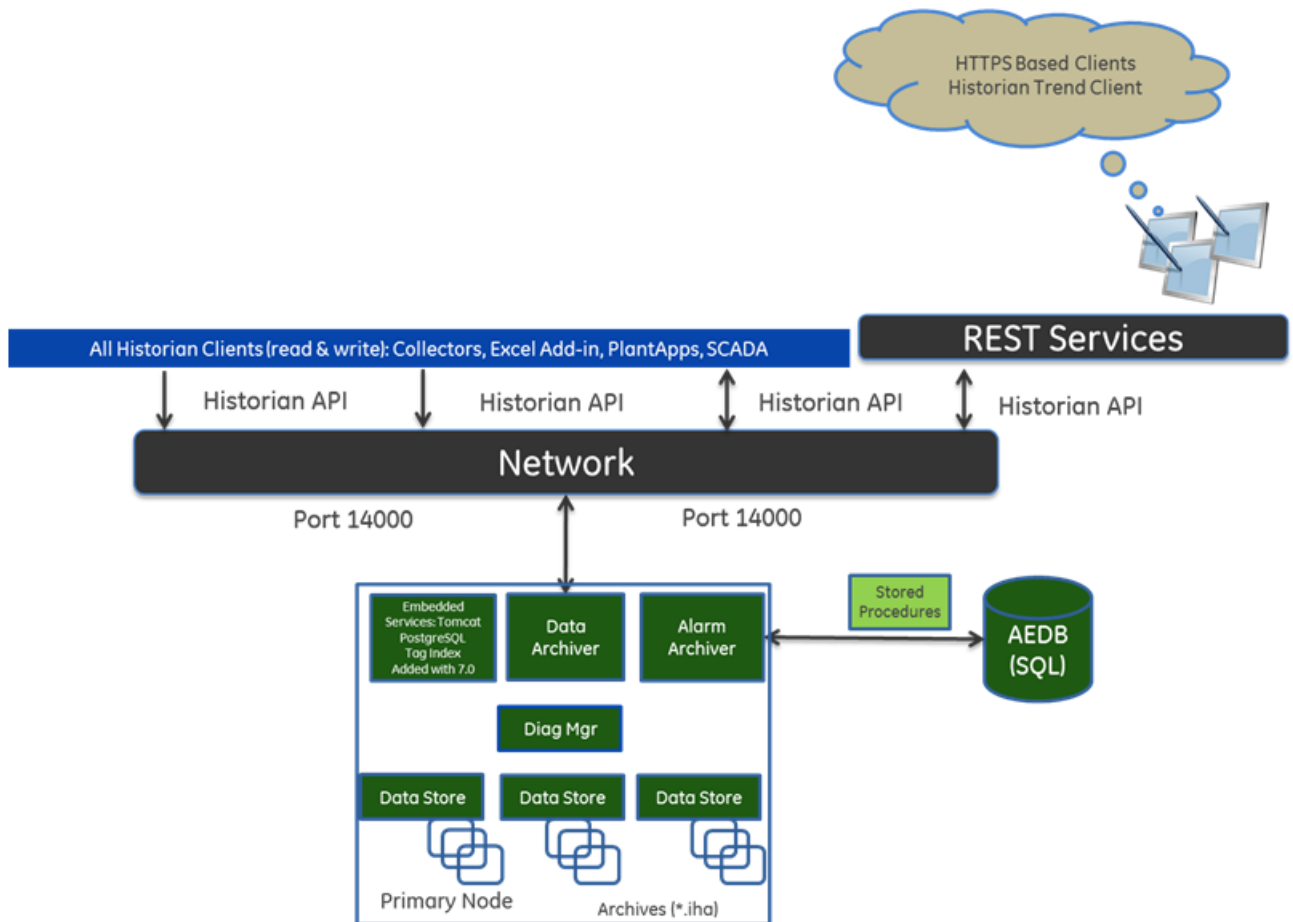 HTTPS Based Clients
Historian Trend Client
REST Services
All Historian Clients (read & write): Collectors, Excel Add-in, PlantApps, SCADA
Historian API
Historian API
Historian API
Historian API
Network
Port 14000
Port 14000
Embedded
Services: Tomcat
PostgreSQL
Tag Index
Added with 7.0
Data
Archiver
Alarm
Archiver
Stored
Procedures
AEDB
(SQL)
Diag Mgr
Data Store
Data Store
Data Store
Primary Node
Archives (*.iha)